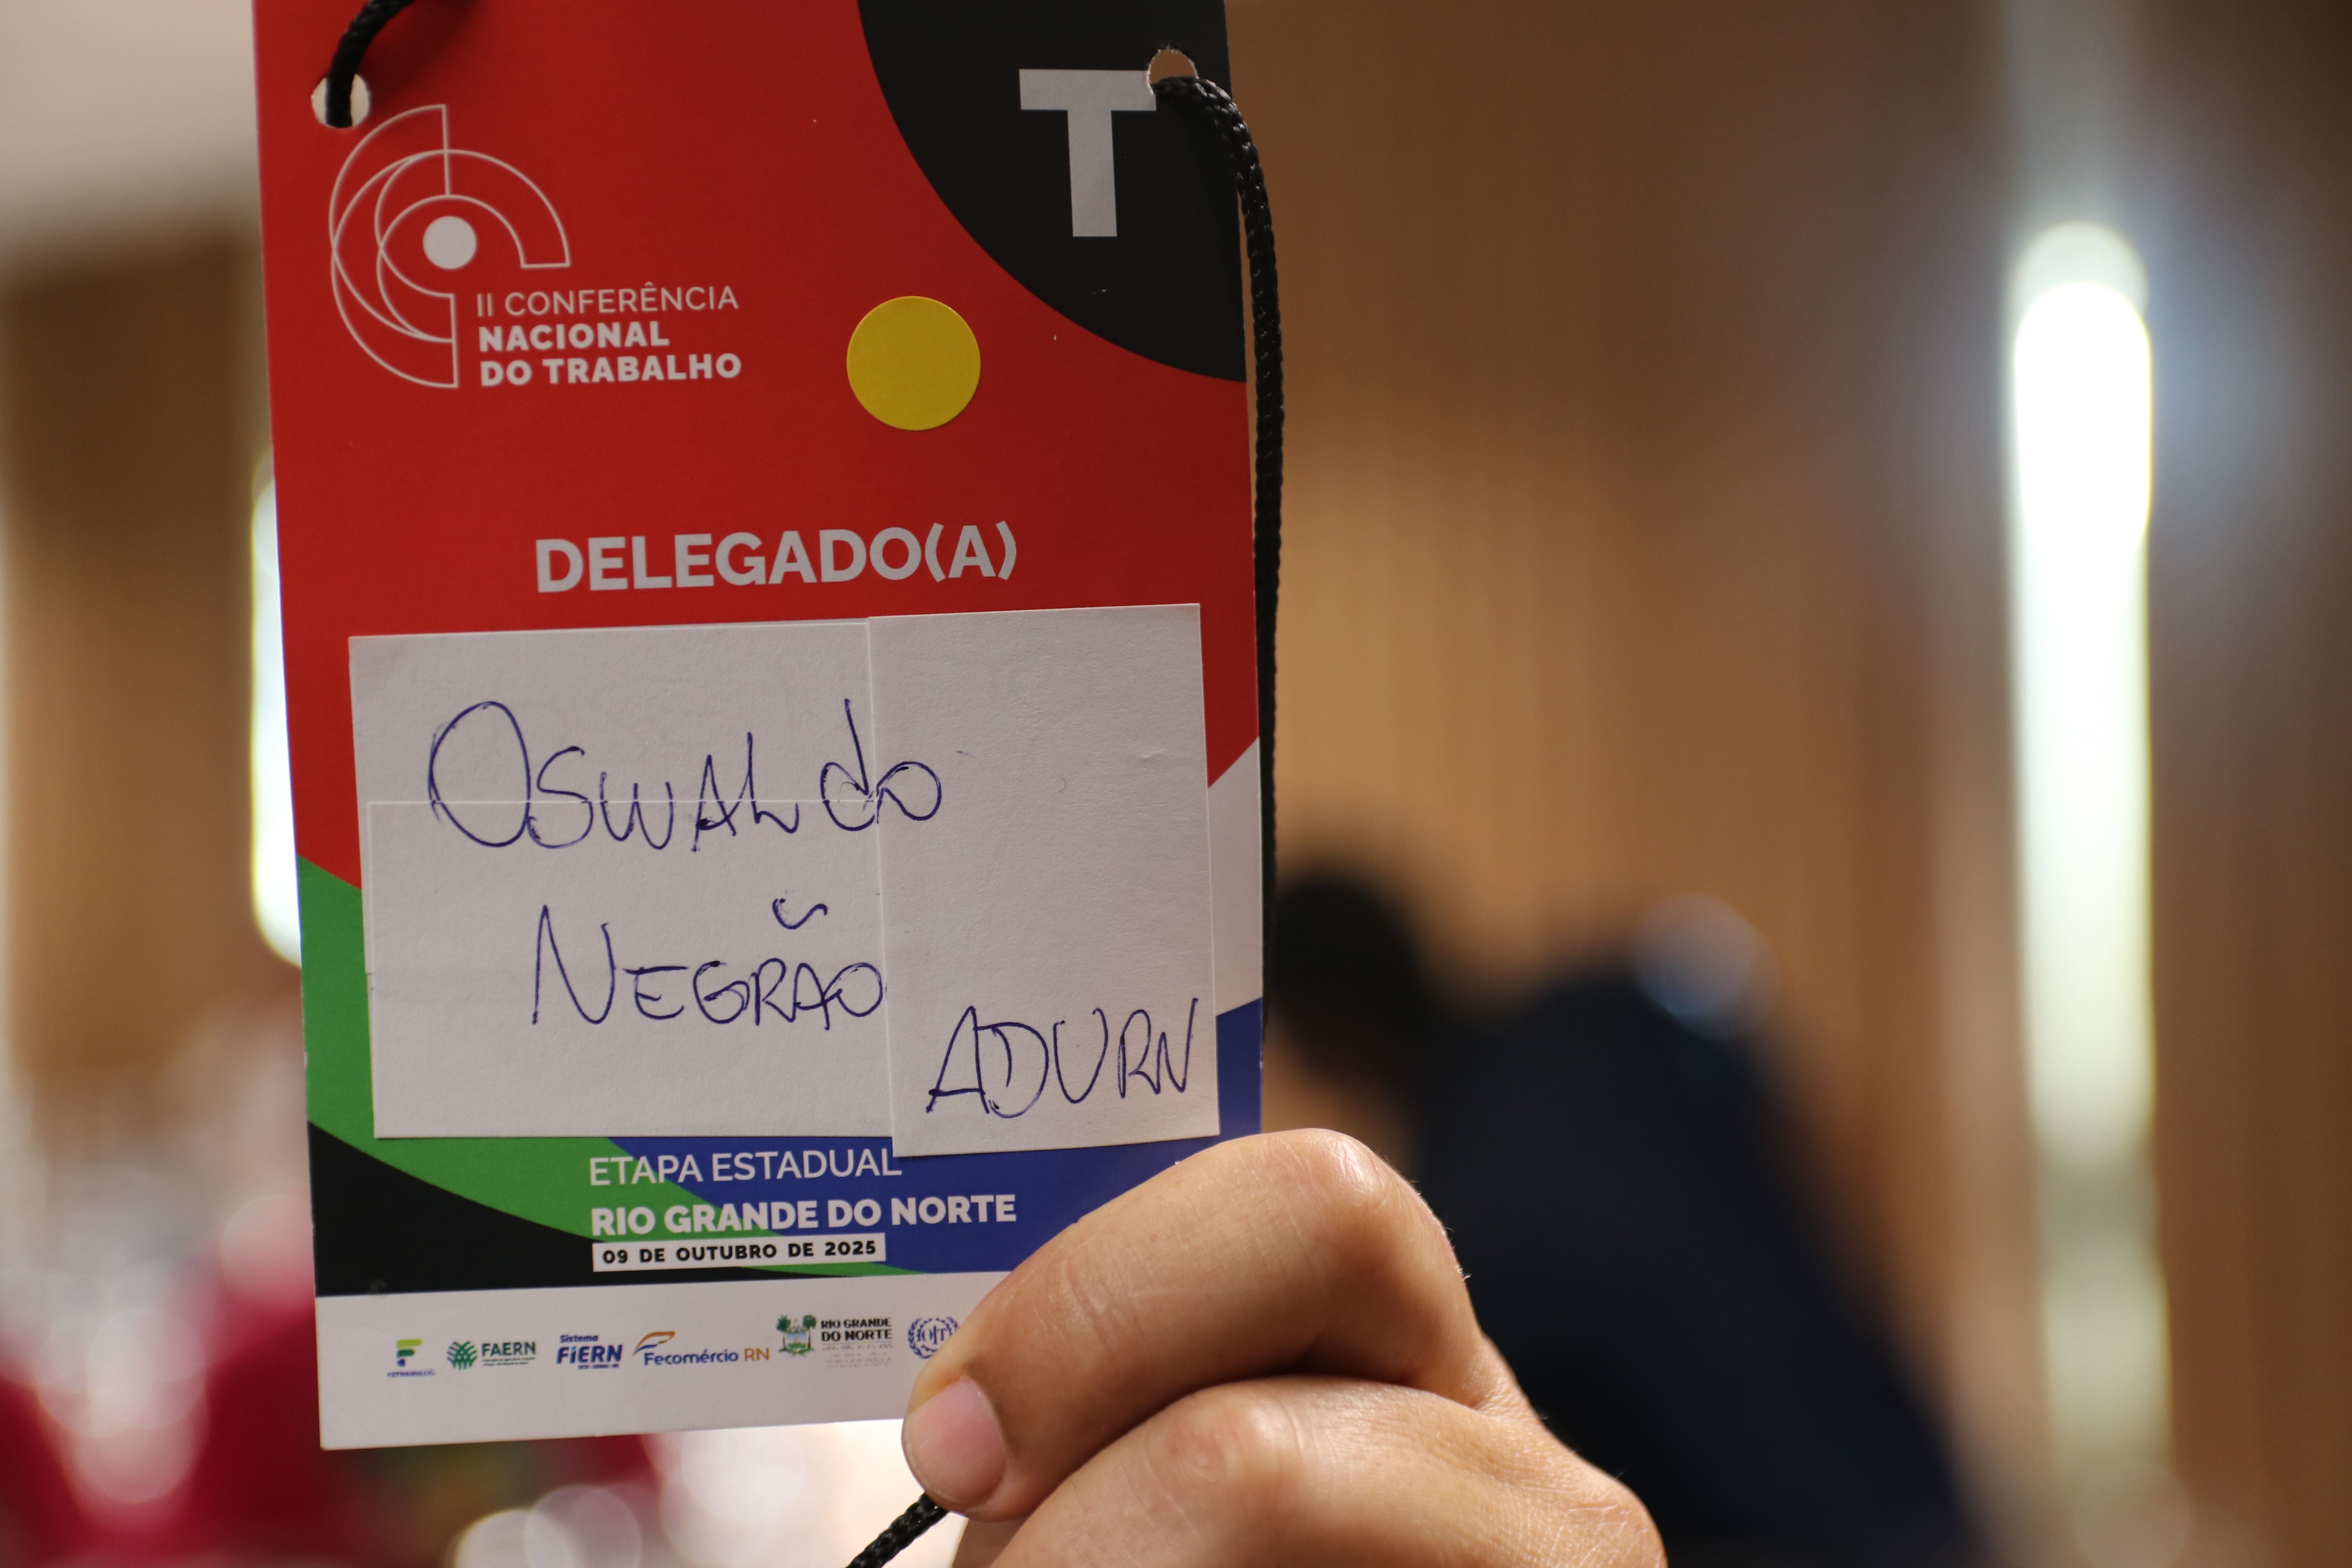 T
II CONFERÊNCIA
NACIONAL
DO TRABALHO
DELEGADO(A)
OSWALdo
NEGRÃO
ADURN
ETAPA ESTADUAL
RIO GRANDE DO NORTE
09 DE OUTUBRO DE 2025
FAERN
Sistema
FIERN
Fecomércio RN
RIO GRANDE
DO NORTE
OIT